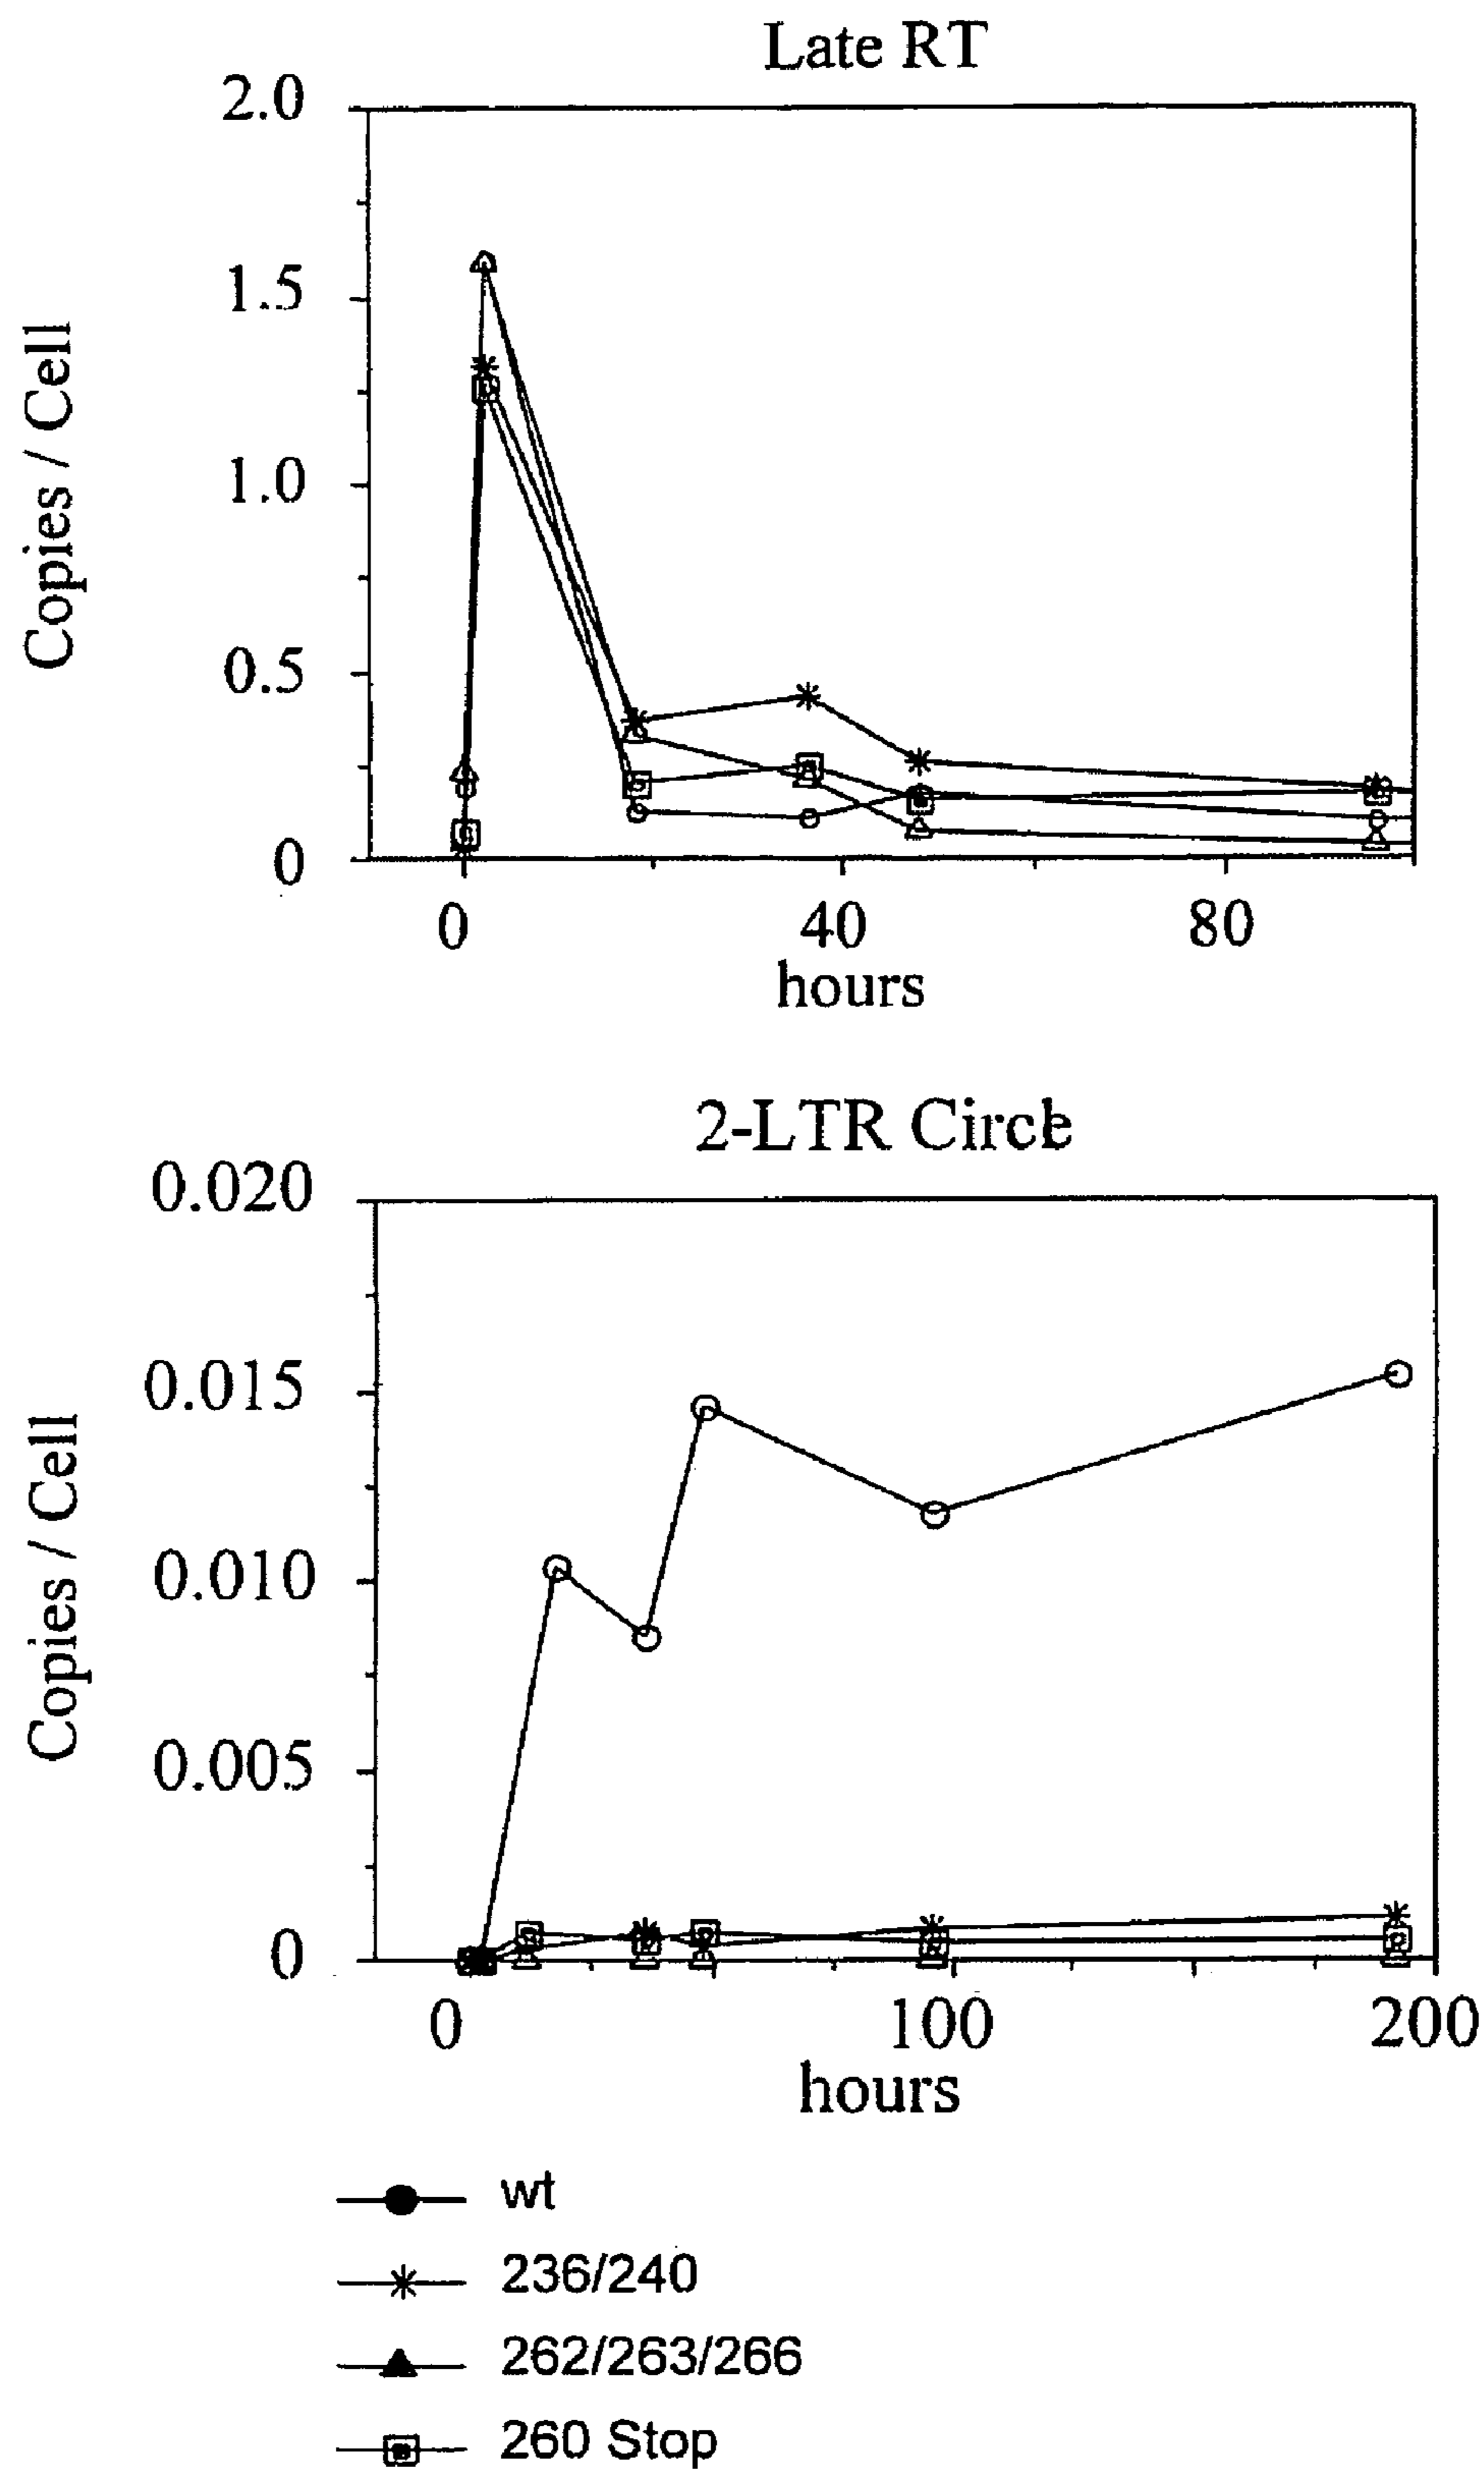 Late RT
2.0
1.5
1.0
0.5
0
Copies / Cell
0 40 80
hours
2-LTR Circle
0.020
0.015
0.010
0.005
0
Copies / Cell
0 100 200
hours
wt
236/240
262/263/266
260 Stop